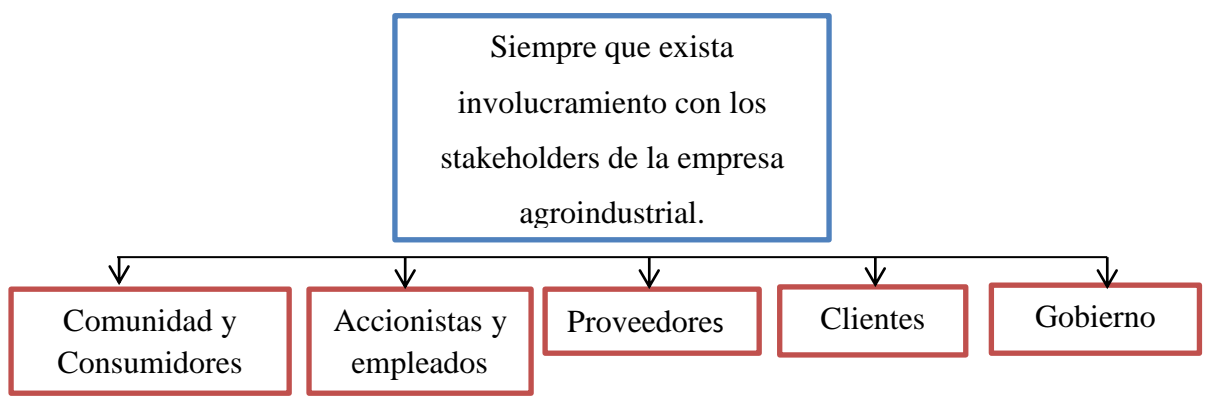 Siempre que exista
involucramiento con los
stakeholders de la empresa
agroindustrial.
Comunidad y
Consumidores
Accionistas y
empleados
Proveedores
Clientes
Gobierno